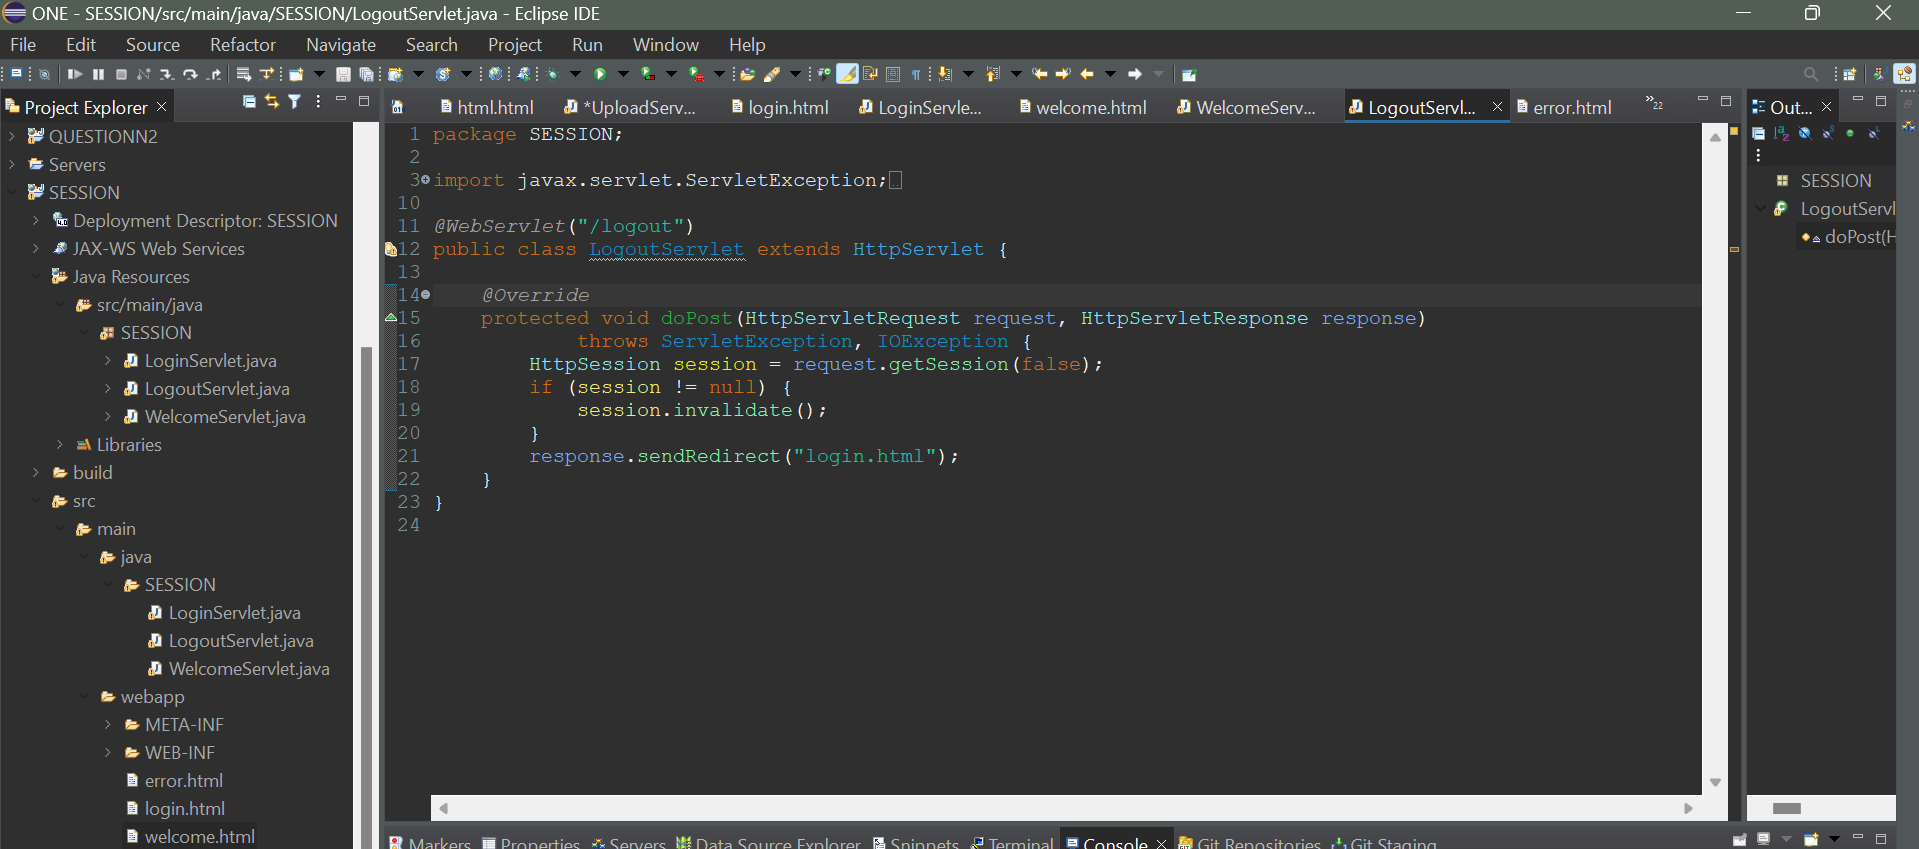 ONE - SESSION/src/main/java/SESSION/LogoutServlet.java - Eclipse IDE
File Edit Source Refactor Navigate Search Project Run Window Help
Project Explorer
html.html *UploadServ... login.html LoginServle... welcome.html WelcomeServ... LogoutServl... error.html »22
Out...
QUESTIONN2
Servers
SESSION
Deployment Descriptor: SESSION
JAX-WS Web Services
Java Resources
src/main/java
SESSION
LoginServlet.java
LogoutServlet.java
WelcomeServlet.java
Libraries
build
src
main
java
SESSION
LoginServlet.java
LogoutServlet.java
WelcomeServlet.java
webapp
META-INF
WEB-INF
error.html
login.html
welcome.html
1 package SESSION;
2
3 import javax.servlet.ServletException;
10
11 @WebServlet("/logout")
12 public class LogoutServlet extends HttpServlet {
13
14 @Override
15 protected void doPost(HttpServletRequest request, HttpServletResponse response)
16 throws ServletException, IOException {
17 HttpSession session = request.getSession(false);
18 if (session != null) {
19 session.invalidate();
20 }
21 response.sendRedirect("login.html");
22 }
23 }
24
SESSION
LogoutServl
doPost(H
Markers Properties Servers Data Source Explorer Snippets Terminal Console Git Repositories Git Staging